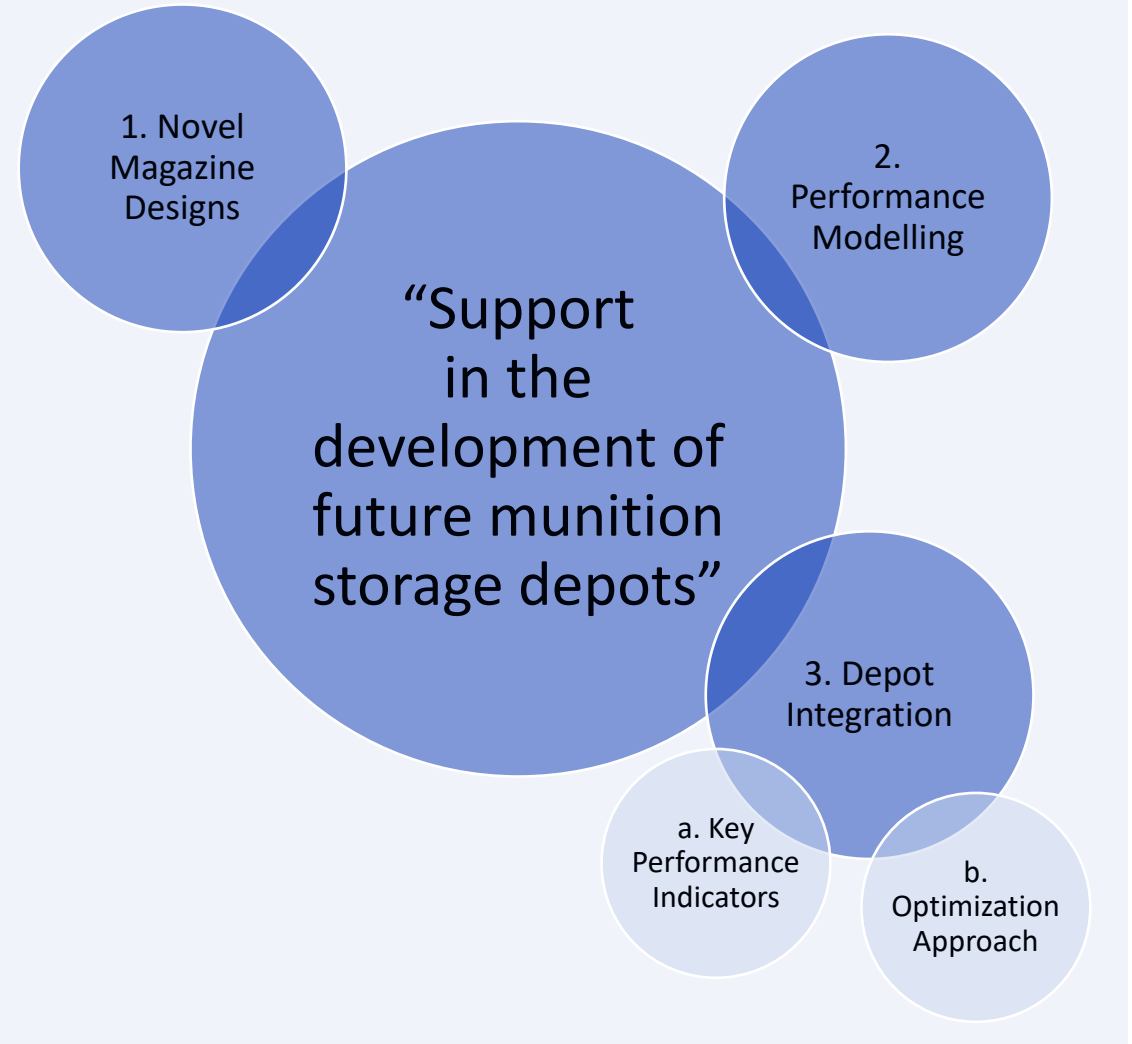 1. Novel
Magazine
Designs
2.
Performance
Modelling
“Support
in the
development of
future munition
storage depots”
3. Depot
Integration
a. Key
Performance
Indicators
b.
Optimization
Approach